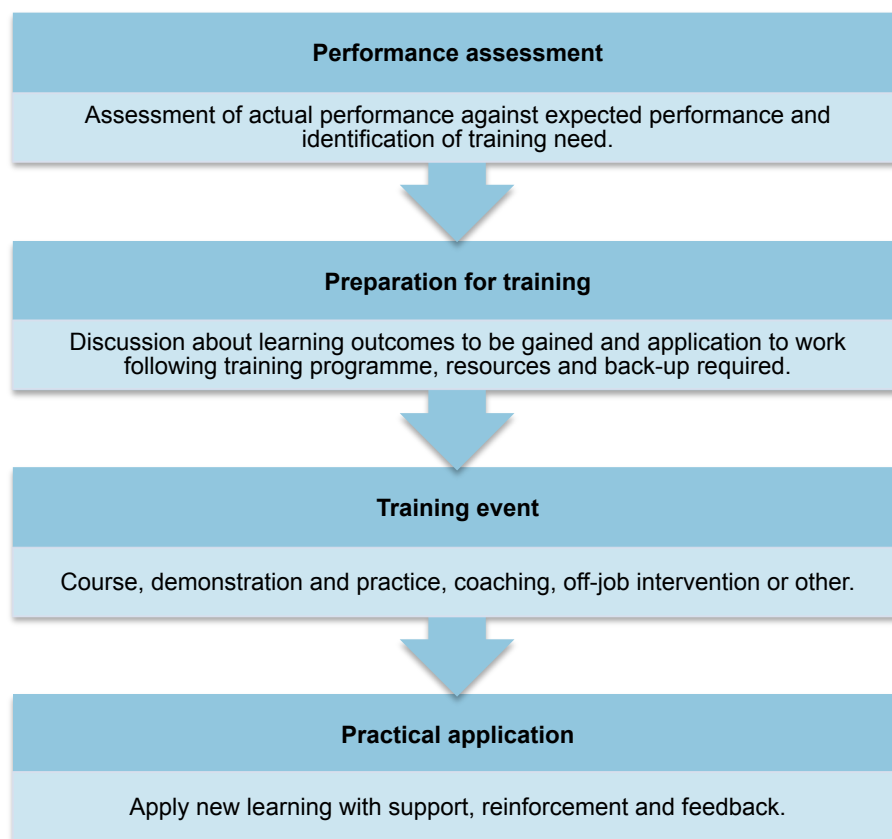 Performance assessment
Assessment of actual performance against expected performance and
identification of training need.
Preparation for training
Discussion about learning outcomes to be gained and application to work
following training programme, resources and back-up required.
Training event
Course, demonstration and practice, coaching, off-job intervention or other.
Practical application
Apply new learning with support, reinforcement and feedback.